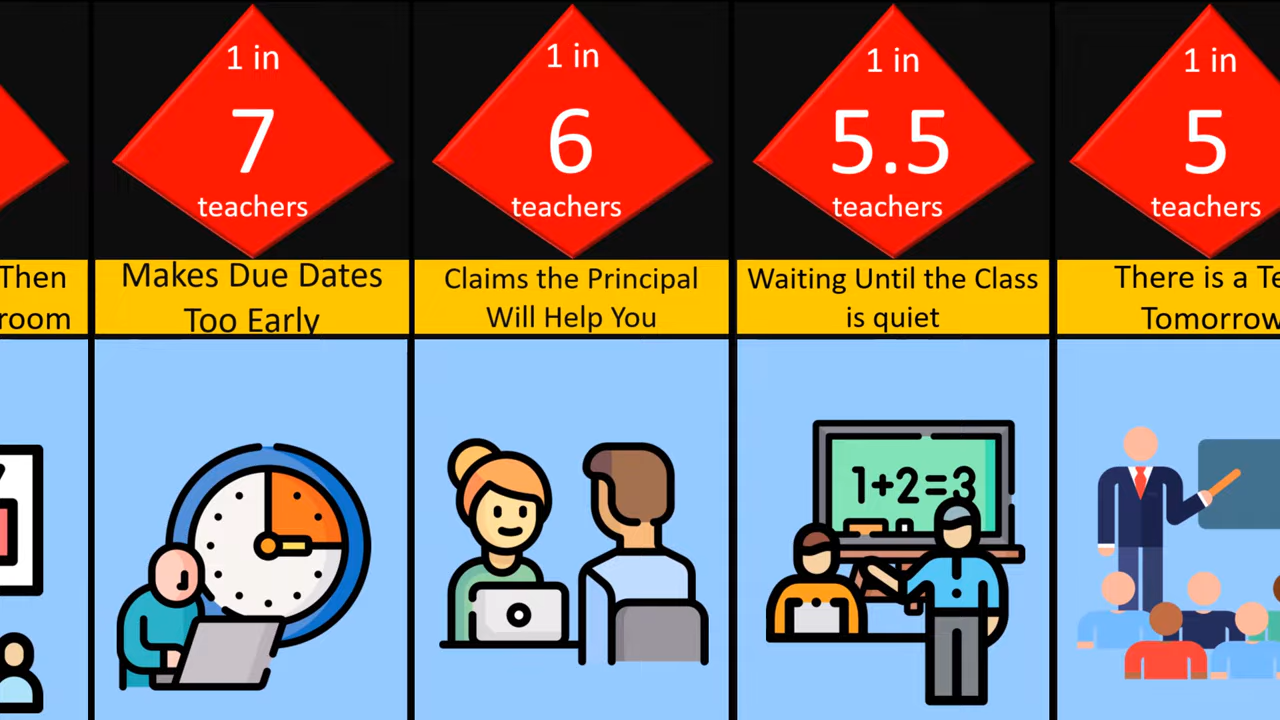 Then
room
1 in
7
teachers
Makes Due Dates
Too Early
1 in
6
teachers
Claims the Principal
Will Help You
1 in
5.5
teachers
Waiting Until the Class
is quiet
1+2=3
1 in
5
teachers
There is a Te
Tomorrow